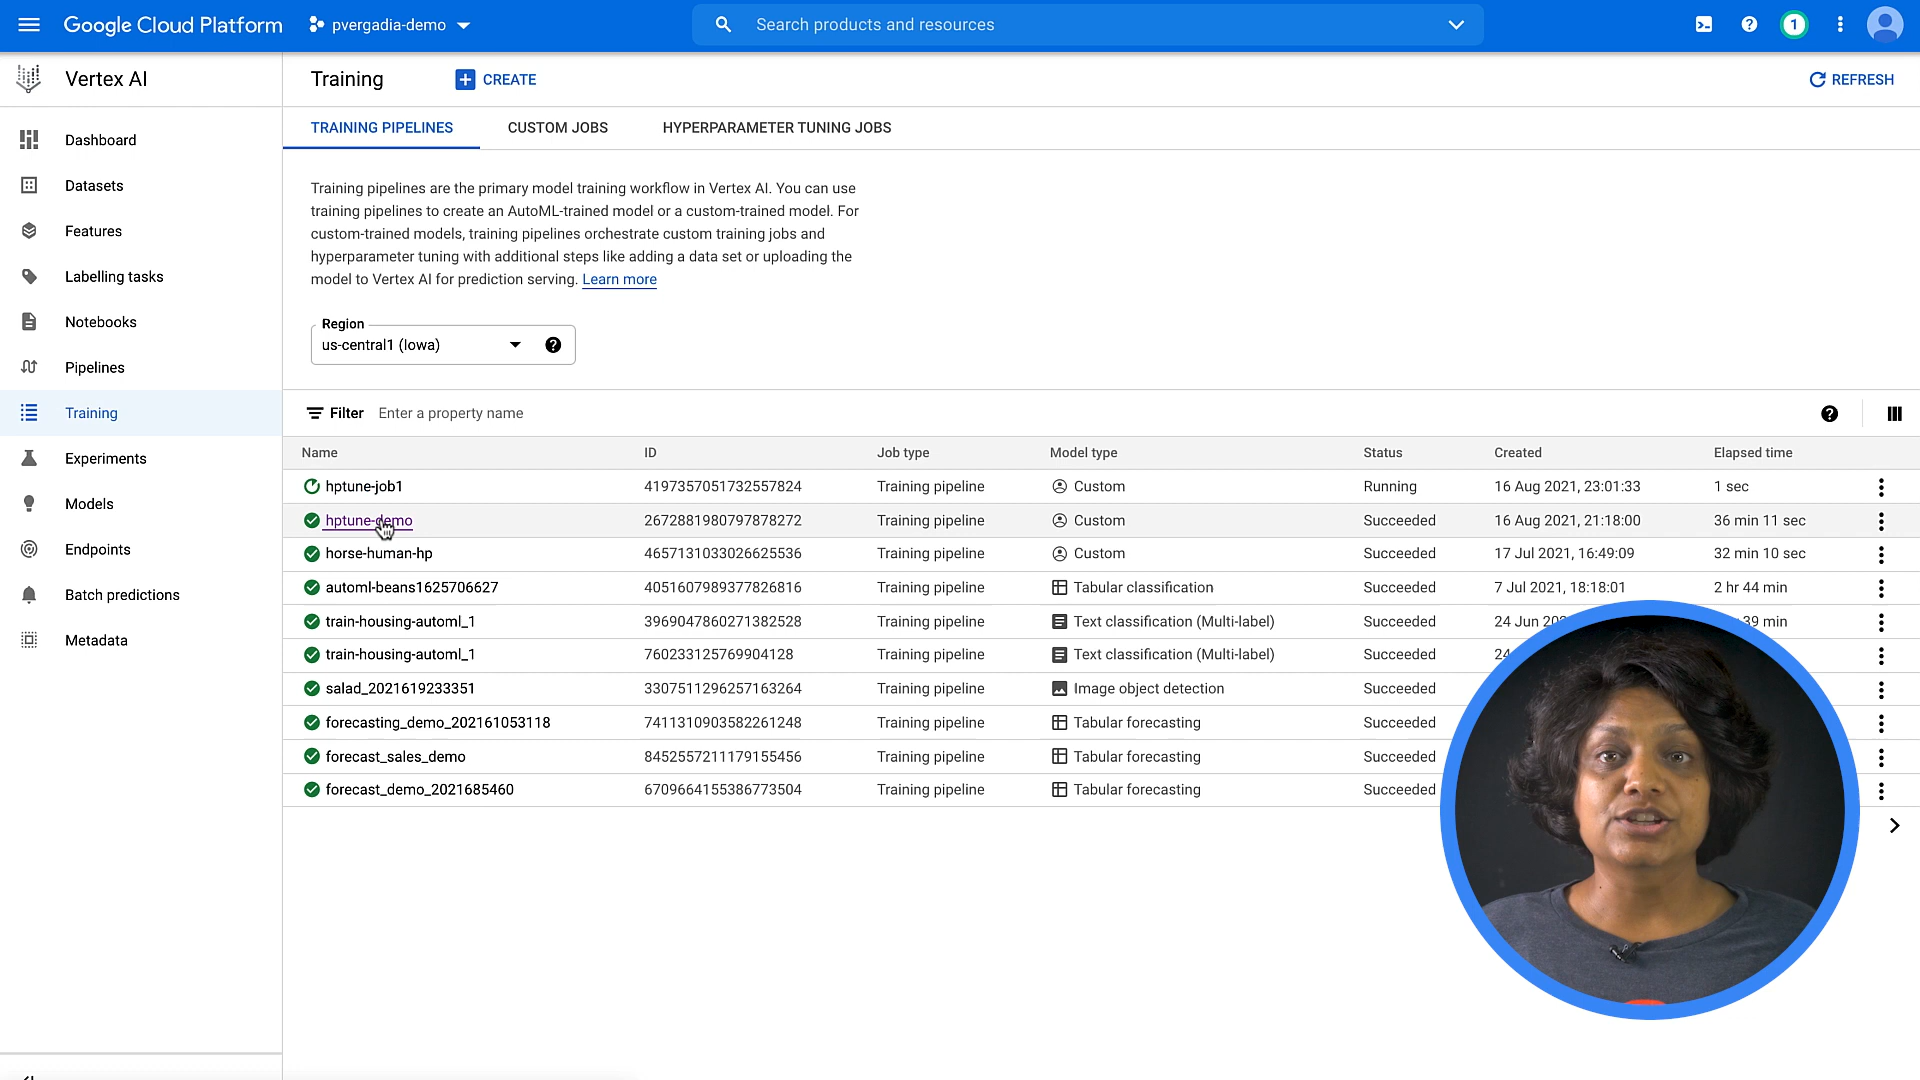 Google Cloud Platform
pvergadia-demo
Search products and resources
1
Vertex AI
Training
CREATE
REFRESH
TRAINING PIPELINES
CUSTOM JOBS
HYPERPARAMETER TUNING JOBS
Dashboard
Datasets
Features
Labelling tasks
Notebooks
Pipelines
Training
Experiments
Models
Endpoints
Batch predictions
Metadata
Training pipelines are the primary model training workflow in Vertex AI. You can use
training pipelines to create an AutoML-trained model or a custom-trained model. For
custom-trained models, training pipelines orchestrate custom training jobs and
hyperparameter tuning with additional steps like adding a data set or uploading the
model to Vertex AI for prediction serving. Learn more
Region
us-central1 (Iowa)
Filter Enter a property name
Name ID Job type Model type Status Created Elapsed time
hptune-job1 4197357051732557824 Training pipeline Custom Running 16 Aug 2021, 23:01:33 1 sec
hptune-demo 2672881980797878272 Training pipeline Custom Succeeded 16 Aug 2021, 21:18:00 36 min 11 sec
horse-human-hp 4657131033026625536 Training pipeline Custom Succeeded 17 Jul 2021, 16:49:09 32 min 10 sec
automl-beans1625706627 4051607989377826816 Training pipeline Tabular classification Succeeded 7 Jul 2021, 18:18:01 2 hr 44 min
train-housing-automl_1 3969047860271382528 Training pipeline Text classification (Multi-label) Succeeded 24 Jun 39 min
train-housing-automl_1 760233125769904128 Training pipeline Text classification (Multi-label) Succeeded 24
salad_2021619233351 3307511296257163264 Training pipeline Image object detection Succeeded
forecasting_demo_202161053118 7411310903582261248 Training pipeline Tabular forecasting Succeeded
forecast_sales_demo 8452557211179155456 Training pipeline Tabular forecasting Succeeded
forecast_demo_2021685460 6709664155386773504 Training pipeline Tabular forecasting Succeeded